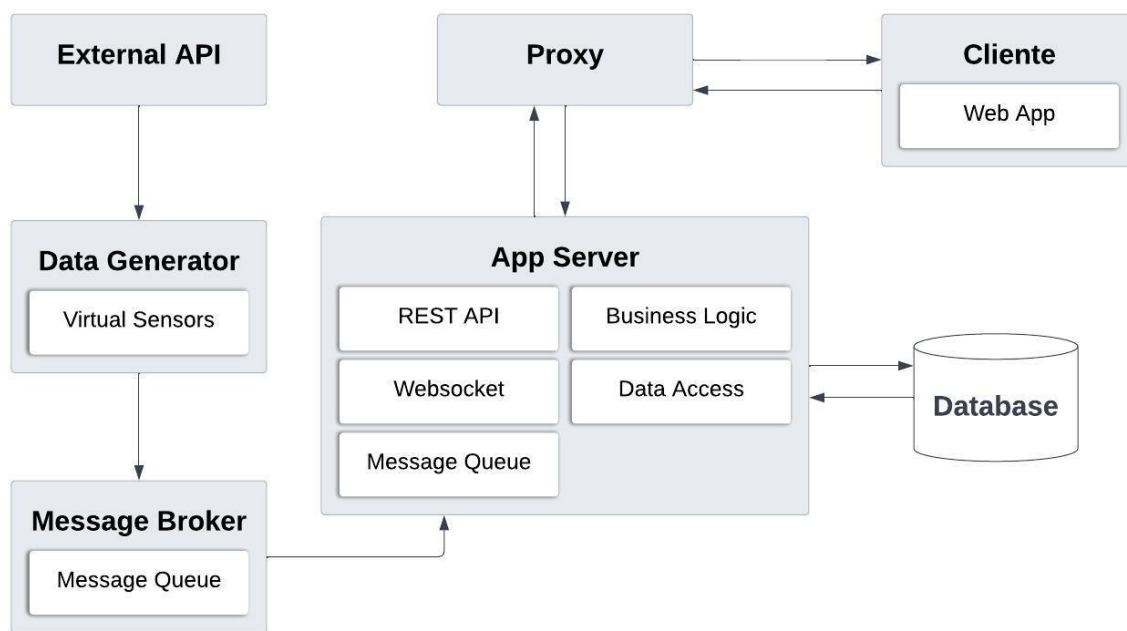 External API
Proxy
Cliente
Web App
Data Generator
Virtual Sensors
App Server
REST API
Business Logic
Websocket
Data Access
Message Queue
Database
Message Broker
Message Queue